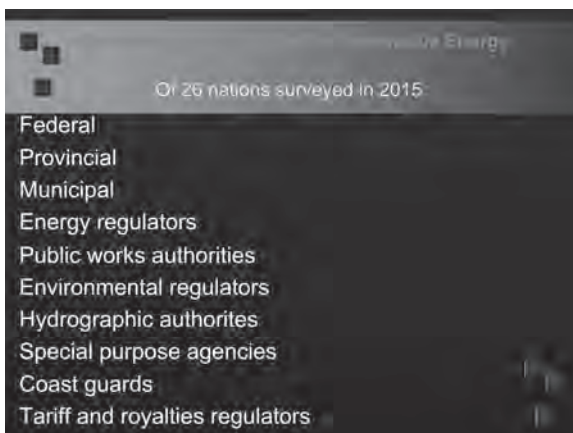 Energy
Of 26 nations surveyed in 2015
Federal
Provincial
Municipal
Energy regulators
Public works authorities
Environmental regulators
Hydrographic authorites
Special purpose agencies
Coast guards
Tariff and royalties regulators